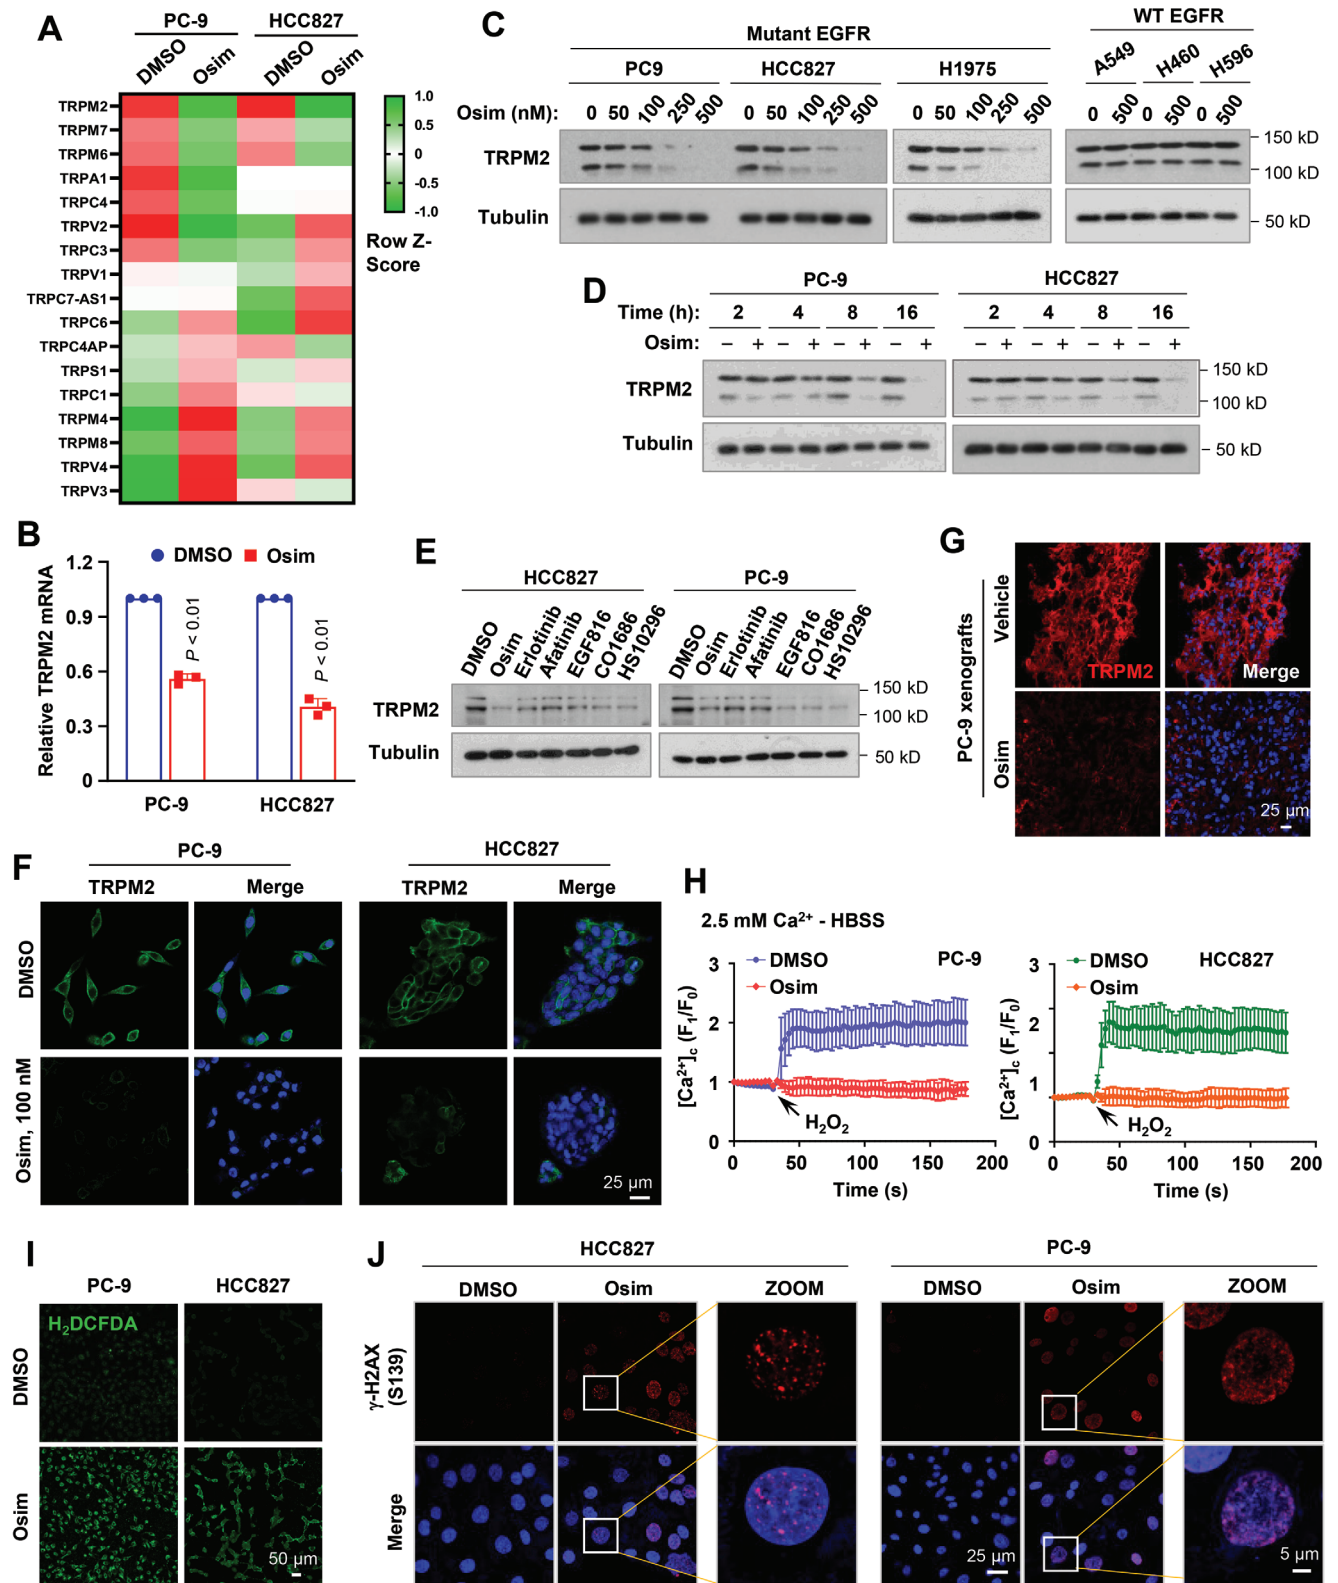 A
PC-9 HCC827
DMSO Osim DMSO Osim
TRPM2
TRPM7
TRPM6
TRPA1
TRPC4
TRPV2
TRPC3
TRPV1
TRPC7-AS1
TRPC6
TRPC4AP
TRPS1
TRPC1
TRPM4
TRPM8
TRPV4
TRPV3
1.0
0.5
0
-0.5
-1.0
Row Z-
Score
B
DMSO Osim
Relative TRPM2 mRNA
1.2
0.9
0.6
0.3
0
P < 0.01
P < 0.01
PC-9 HCC827
C
Mutant EGFR WT EGFR
PC9 HCC827 H1975 A549 H460 H596
Osim (nM): 0 50 100 250 500 0 50 100 250 500 0 50 100 250 500 0 500 0 500 0 500
TRPM2
150 kD
100 kD
Tubulin
50 kD
D
PC-9 HCC827
Time (h): 2 4 8 16 2 4 8 16
Osim: – + – + – + – + – + – + – + – +
TRPM2
150 kD
100 kD
Tubulin
50 kD
E
HCC827 PC-9
DMSO Osim Erlotinib Afatinib EGF816 CO1686 HS10296 DMSO Osim Erlotinib Afatinib EGF816 CO1686 HS10296
TRPM2
150 kD
100 kD
Tubulin
50 kD
F
PC-9 HCC827
TRPM2 Merge TRPM2 Merge
DMSO
Osim, 100 nM
25 µm
G
PC-9 xenografts
Vehicle
Osim
TRPM2 Merge
25 µm
H
2.5 mM Ca²⁺ - HBSS
DMSO
Osim
PC-9
[Ca²⁺]c (F₁/F₀)
3
2
1
0
H₂O₂
0 50 100 150 200
Time (s)
DMSO
Osim
HCC827
[Ca²⁺]c (F₁/F₀)
3
2
1
0
H₂O₂
0 50 100 150 200
Time (s)
I
PC-9 HCC827
H₂DCFDA
DMSO
Osim
50 µm
J
HCC827 PC-9
DMSO Osim ZOOM DMSO Osim ZOOM
γ-H2AX
(S139)
Merge
25 µm 5 µm